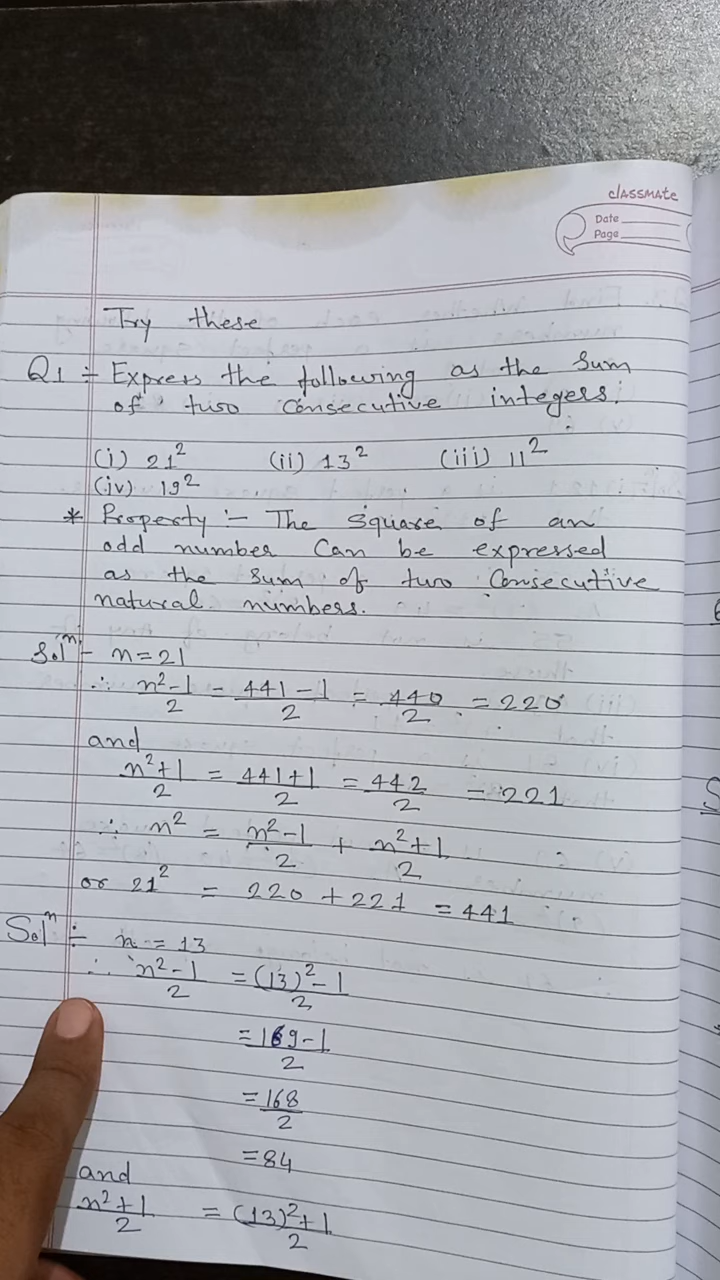 classmate
Date
Page
Try these
Q1 :- Express the following as the sum
of two consecutive integers:
(i) 21² (ii) 13² (iii) 11²
(iv) 19²
* Property :- The square of an
odd number can be expressed
as the sum of two consecutive
natural numbers.
Solⁿ - n = 21
∴ n²-1/2 = 441-1/2 = 440/2 = 220
and
n²+1/2 = 441+1/2 = 442/2 = 221
∴ n² = n²-1/2 + n²+1/2
or 21² = 220 + 221 = 441
Solⁿ :- n = 13
∴ n²-1/2 = (13)²-1/2
= 169-1/2
= 168/2
= 84
and
n²+1/2 = (13)²+1/2